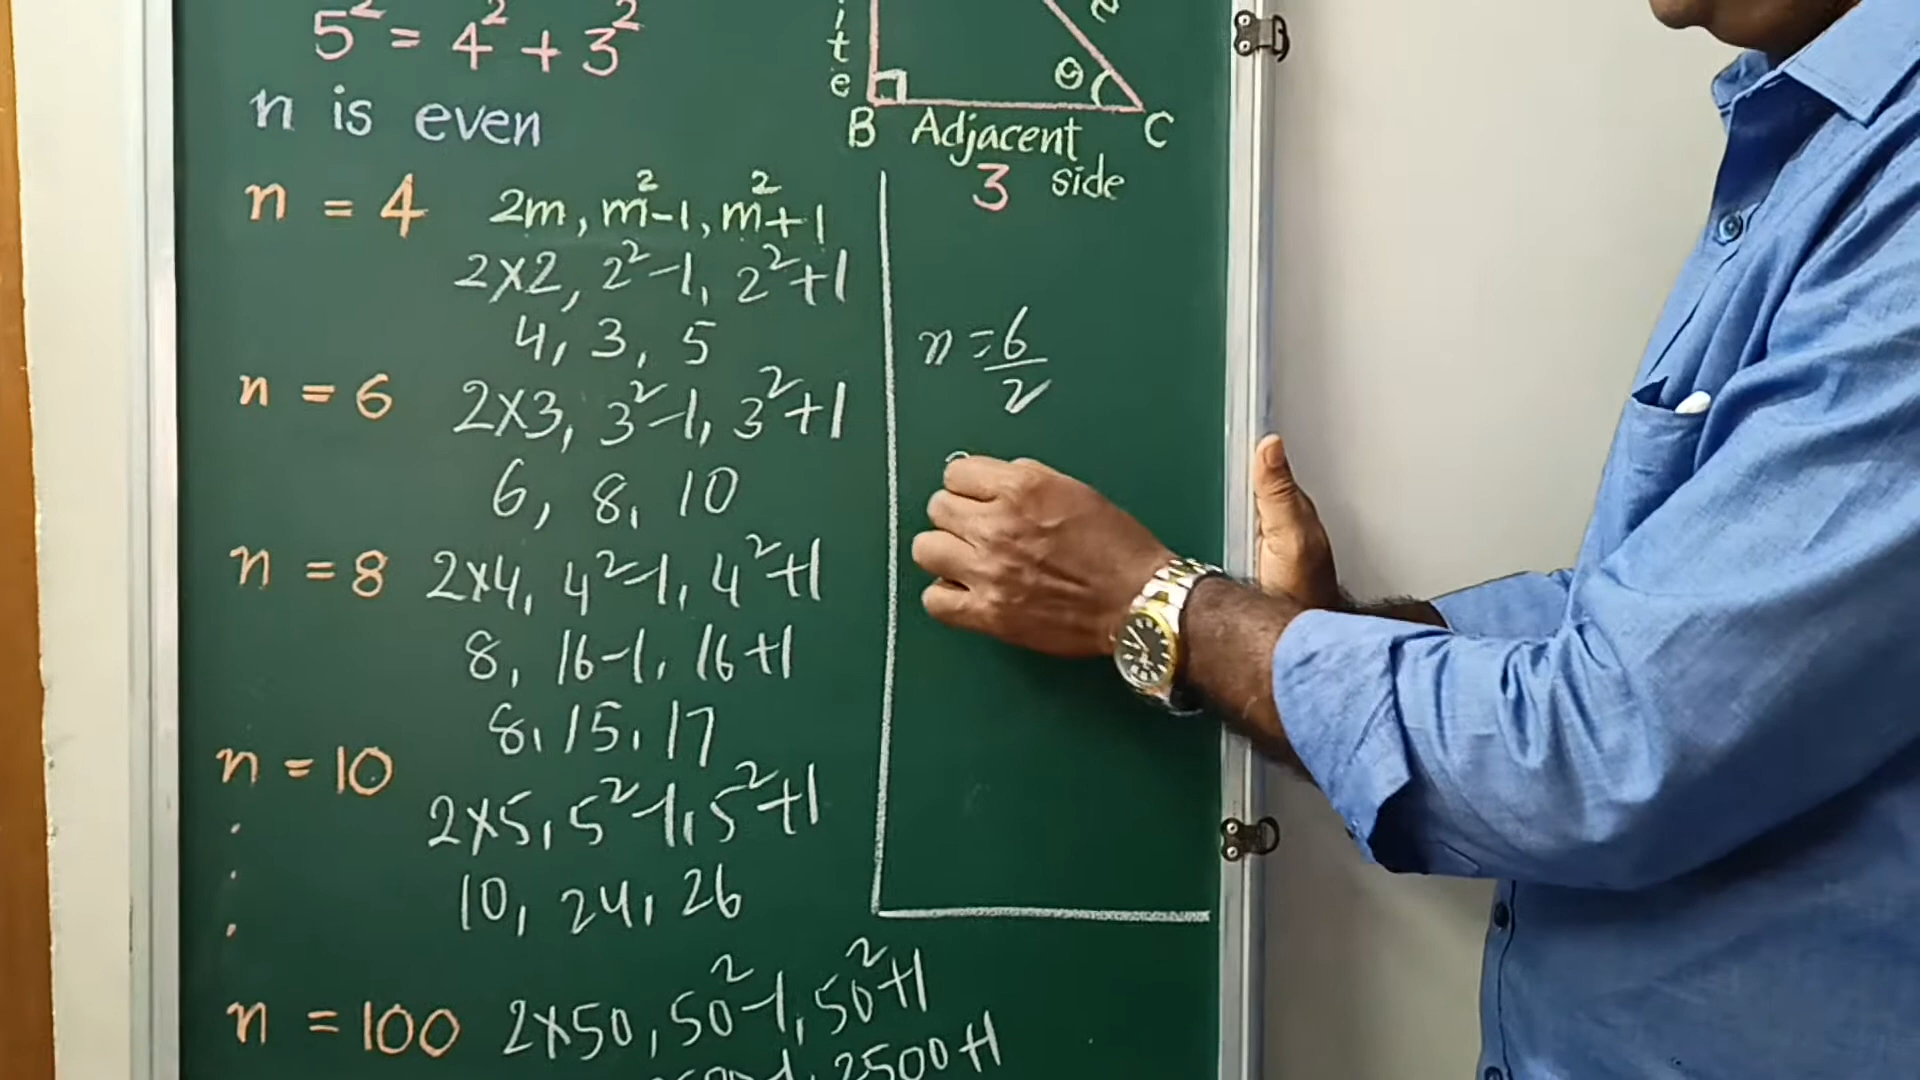 5² = 4² + 3²
n is even
n = 4 2m, m²-1, m²+1
2×2, 2²-1, 2²+1
4, 3, 5
n = 6 2×3, 3²-1, 3²+1
6, 8, 10
n = 8 2×4, 4²-1, 4²+1
8, 16-1, 16+1
8, 15, 17
n = 10
2×5, 5²-1, 5²+1
10, 24, 26
n = 100 2×50, 50²-1, 50²+1
2500+1
θ
B Adjacent C
3 side
n = 6/2